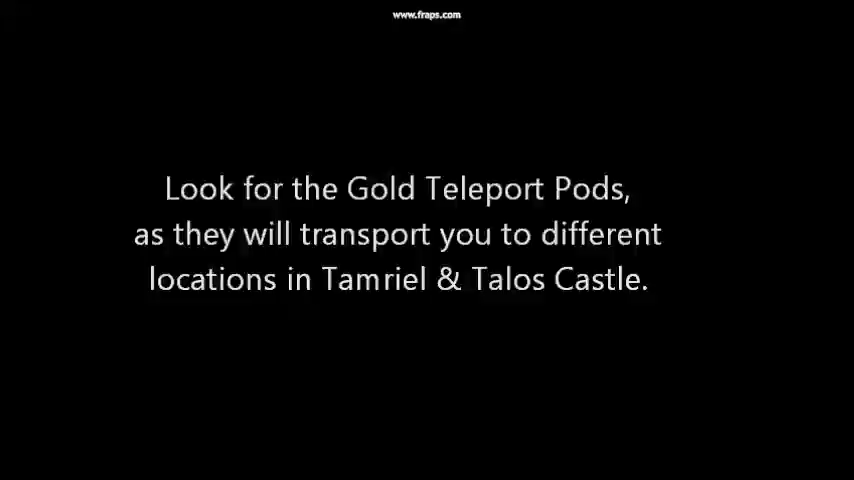 www.fraps.com
Look for the Gold Teleport Pods,
as they will transport you to different
locations in Tamriel & Talos Castle.